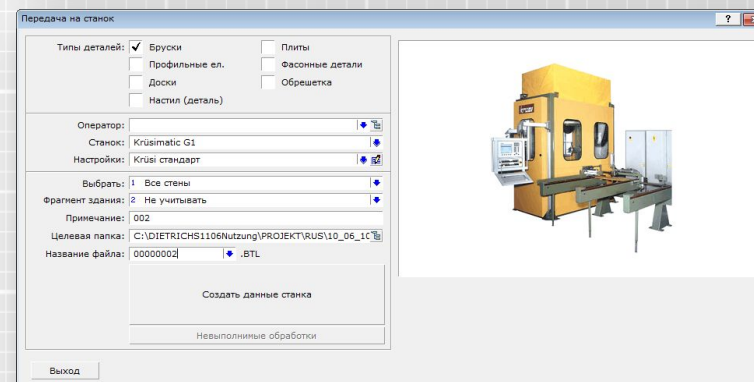 Передача на станок
Типы деталей: Бруски Плиты
Профильные ел. Фасонные детали
Доски Обрешетка
Настил (деталь)
Оператор:
Станок: Krüsimatic G1
Настройки: Krüsi стандарт
Выбрать: 1 Все стены
Фрагмент здания: 2 Не учитывать
Примечание: 002
Целевая папка: C:\DIETRICHS1106Nutzung\PROJEKT\RUS\10_06_10
Название файла: 00000002 .BTL
Создать данные станка
Невыполнимые обработки
Выход